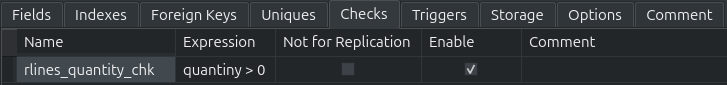 Fields Indexes Foreign Keys Uniques Checks Triggers Storage Options Comment
Name Expression Not for Replication Enable Comment
rlines_quantity_chk quantiny > 0